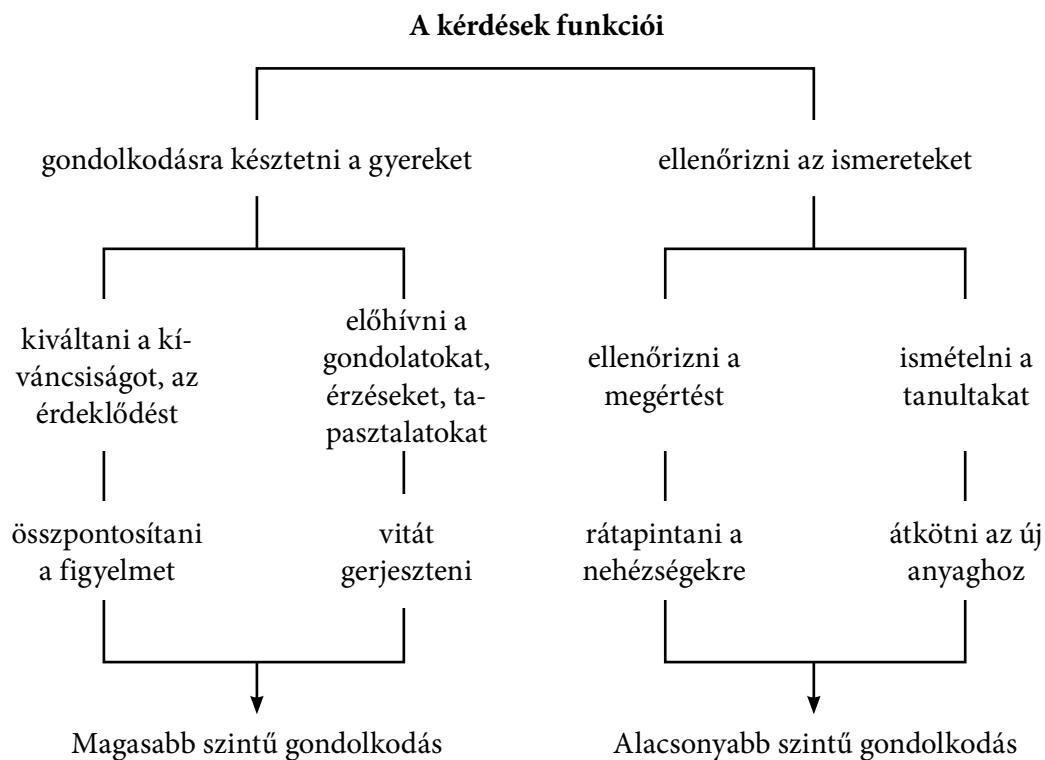 A kérdések funkciói
gondolkodásra késztetni a gyereket
ellenőrizni az ismereteket
kiváltani a kí-
váncsiságot, az
érdeklődést
előhívni a
gondolatokat,
érzéseket, ta-
pasztalatokat
ellenőrizni a
megértést
ismételni a
tanultakat
összpontosítani
a figyelmet
vitát
gerjeszteni
rátapintani a
nehézségekre
átkötni az új
anyaghoz
Magasabb szintű gondolkodás
Alacsonyabb szintű gondolkodás